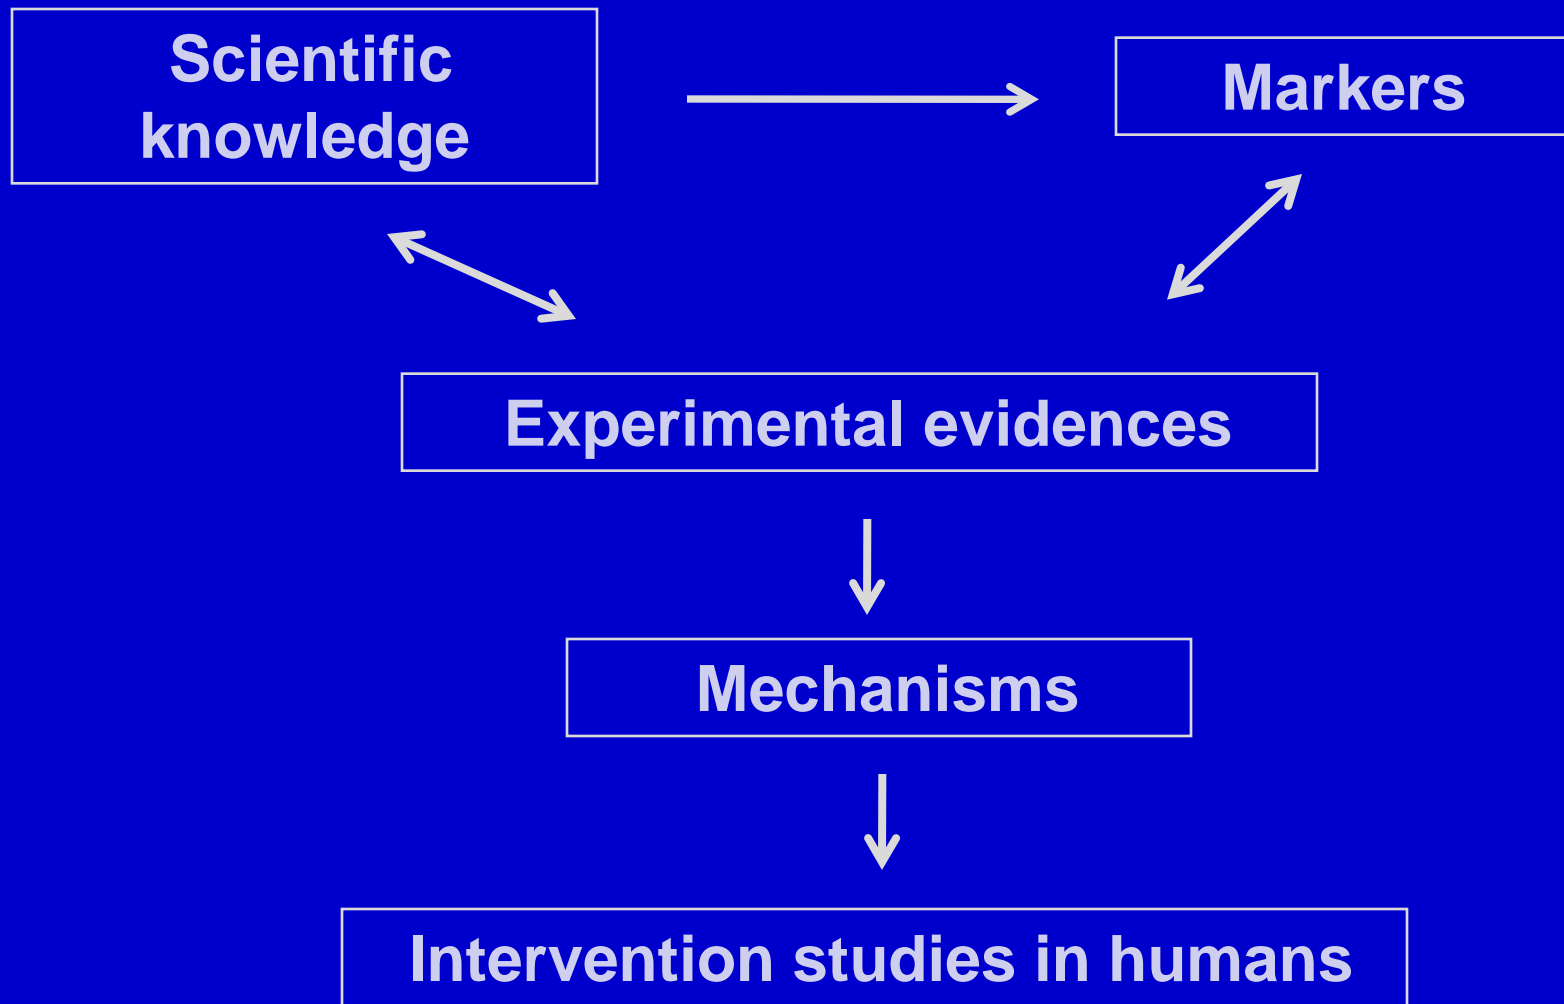 Scientific
knowledge
Markers
Experimental evidences
Mechanisms
Intervention studies in humans